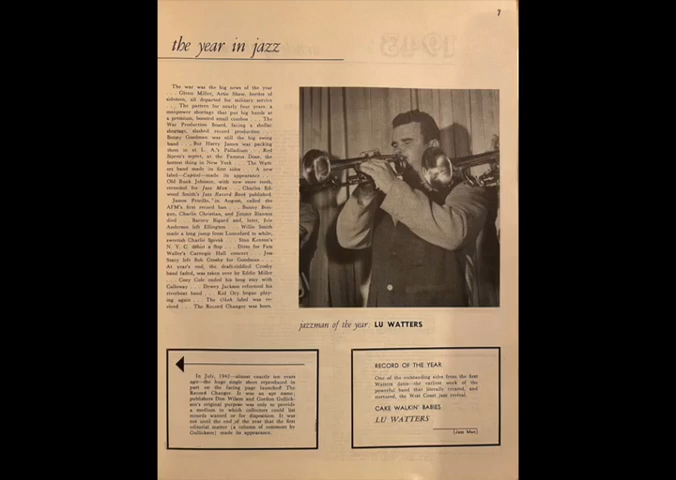 7
the year in jazz
The war was the big news of the year
. . . Glenn Miller, Artie Shaw, hordes of
sidemen, all departed for military service
. . . The pattern for nearly four years: a
manpower shortage that put big bands at
a premium, boosted small combos . . . The
War Production Board, facing a shellac
shortage, slashed record production . . .
Benny Goodman was still the big swing
band . . . But Harry James was packing
them in at L. A.'s Palladium . . . Red
at the Famous Door, the
hottest thing in New York . . . The Wat-
ters band made its first sides . . . A new
label—Capitol—made its appearance . . .
Old Bunk Johnson, with new store teeth,
recorded for Jazz Man . . . Charles Ed-
ward Smith's Jazz Record Book published.
James Petrillo, in August, called the
AFM's first record ban . . . Bunny Beri-
gan, Charlie Christian, and Jimmy Blanton
died . . . Barney Bigard and, later, Ivie
Anderson left Ellington . . . Willie Smith
made a long jump from Lunceford to white,
sweetish Charlie Spivak . . . Stan Kenton's
N. Y. C. debut a flop . . . Ditto for Fats
Waller's Carnegie Hall concert . . . Jess
Stacy left Bob Crosby for Goodman . . .
At year's end, the draft-riddled Crosby
band faded, was taken over by Eddie Miller
. . . Cozy Cole ended his long stay with
Calloway . . . Dewey Jackson reformed his
riverboat band . . . Kid Ory began play-
ing again . . . The label was re-
vived . . . The Record Changer was born.
jazzman of the year: LU WATTERS
In July, 1942—almost exactly ten years
ago—the huge single sheet reproduced in
part on the facing page launched The
Record Changer. It was an apt name;
publishers Don Wilson and Gordon Gullick-
son's original purpose was only to provide
a medium in which collectors could list
records wanted or for disposition. It was
not until the end of the year that the first
editorial matter (a column of comment by
Gullickson) made its appearance.
RECORD OF THE YEAR
One of the outstanding sides from the first
Watters dates—the earliest work of the
powerful band that literally created, and
nurtured, the West Coast jazz revival.
CAKE WALKIN' BABIES
LU WATTERS
(Jazz Man)